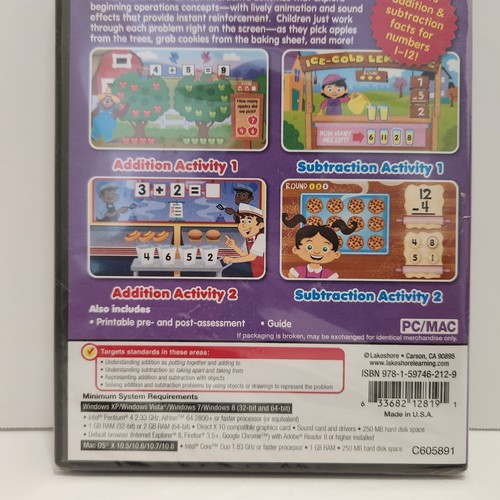 beginning operations concepts—with lively animation and sound
effects that provide instant reinforcement. Children just work
through each problem right on the screen—as they pick apples
from the trees, grab cookies from the baking sheet, and more!
addition &
subtraction
facts for
numbers
1–12!
4 + 5 = 9
How many
apples did
we pick?
Addition Activity 1
ICE-COLD LEM
6 11 2 8
Subtraction Activity 1
3 + 2 =
4 6 5 2
Addition Activity 2
ROUND
12
- 4
4 8
5 1
Subtraction Activity 2
Also includes
• Printable pre- and post-assessment • Guide
PC/MAC
If packaging is broken, may be exchanged for identical merchandise only.
Targets standards in these areas:
• Understanding addition as putting together and adding to
• Understanding subtraction as taking apart and taking from
• Representing addition and subtraction with objects
• Solving addition and subtraction problems by using objects or drawings to represent the problem
© Lakeshore • Carson, CA 90895
www.lakeshorelearning.com
ISBN 978-1-59746-212-9
6 33682 12819 1
Made in U.S.A.
Minimum System Requirements
Windows XP/Windows Vista®/Windows 7/Windows 8 (32-bit and 64-bit)
• Intel® Pentium® 4 2.33 GHz, Athlon™ 64 2800+ or faster processor (or equivalent)
• 1 GB RAM (32-bit) or 2 GB RAM (64-bit) • Direct X 10 compatible graphics card • Sound card and drivers • 250 MB hard disk space
• Default browser (Internet Explorer® 8, Firefox® 3.5+, Google Chrome™) with Adobe® Reader 8 or higher installed
Mac OS® X 10.5/10.6/10.7/10.8 • Intel® Core™ Duo 1.83 GHz or faster processor • 1 GB RAM • 250 MB hard disk space
C605891